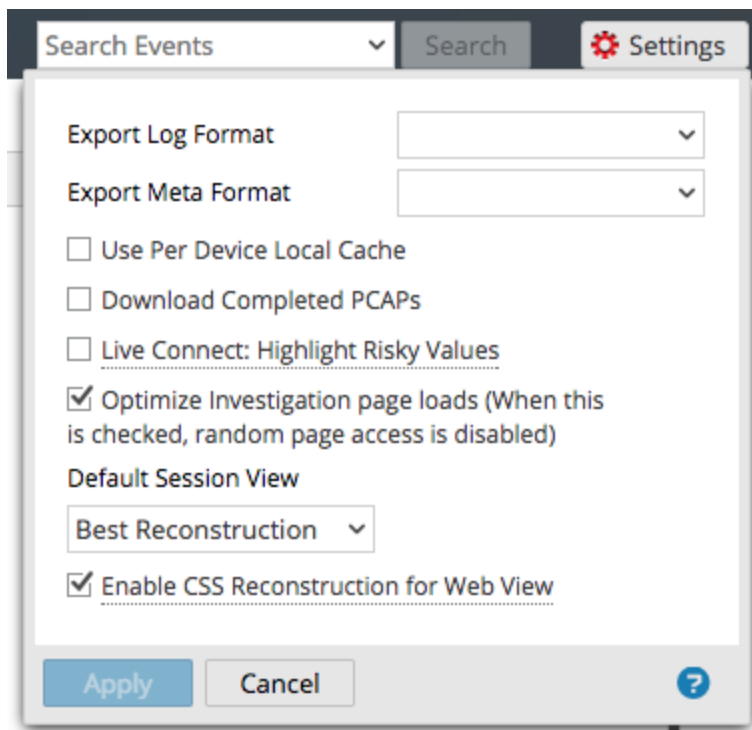 Search Events
Search
Settings
Export Log Format
Export Meta Format
Use Per Device Local Cache
Download Completed PCAPs
Live Connect: Highlight Risky Values
Optimize Investigation page loads (When this
is checked, random page access is disabled)
Default Session View
Best Reconstruction
Enable CSS Reconstruction for Web View
Apply
Cancel
?